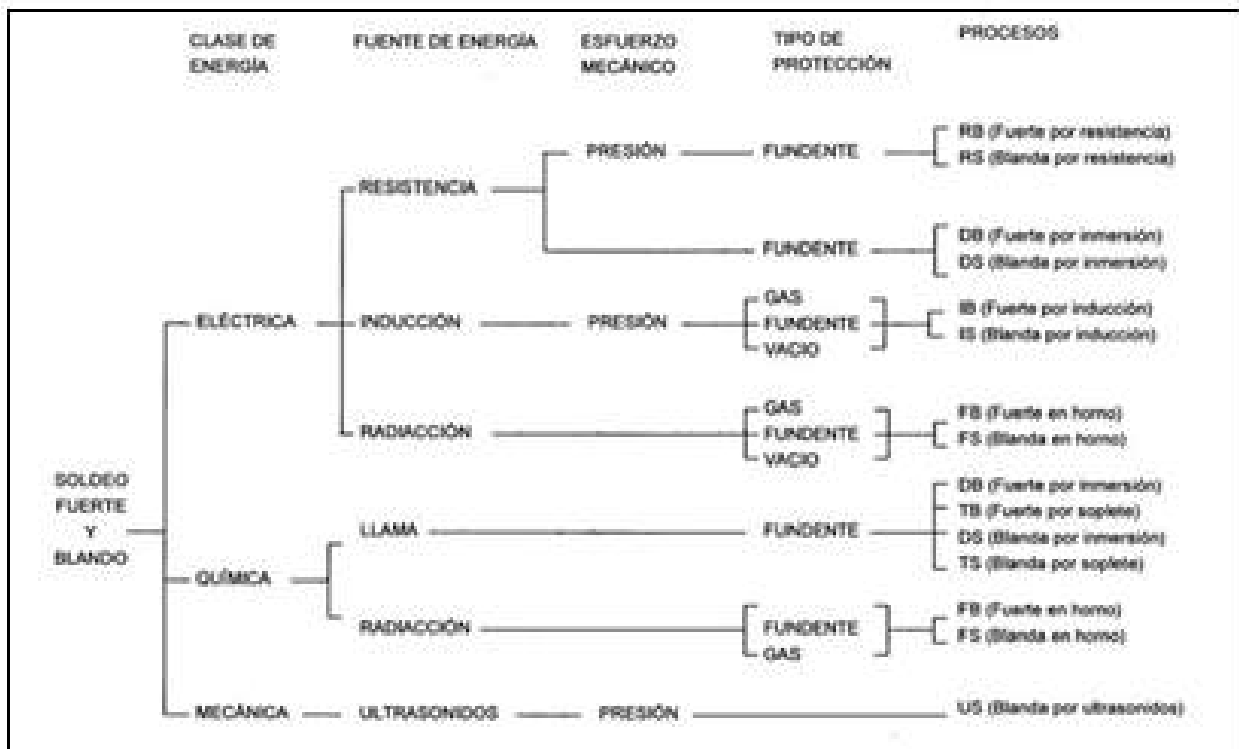 CLASE DE
ENERGÍA
FUENTE DE ENERGÍA
ESFUERZO
MECÁNICO
TIPO DE
PROTECCIÓN
PROCESOS
SOLDEO
FUERTE
Y
BLANDO
ELÉCTRICA
RESISTENCIA
PRESIÓN
FUNDENTE
RB (Fuerte por resistencia)
RS (Blanda por resistencia)
FUNDENTE
DB (Fuerte por inmersión)
DS (Blanda por inmersión)
INDUCCIÓN
PRESIÓN
GAS
FUNDENTE
VACIO
IB (Fuerte por inducción)
IS (Blanda por inducción)
RADIACCIÓN
GAS
FUNDENTE
VACIO
FB (Fuerte en horno)
FS (Blanda en horno)
QUÍMICA
LLAMA
FUNDENTE
DB (Fuerte por inmersión)
TB (Fuerte por soplete)
DS (Blanda por inmersión)
TS (Blanda por soplete)
RADIACCIÓN
FUNDENTE
GAS
FB (Fuerte en horno)
FS (Blanda en horno)
MECÁNICA
ULTRASONIDOS
PRESIÓN
US (Blanda por ultrasonidos)